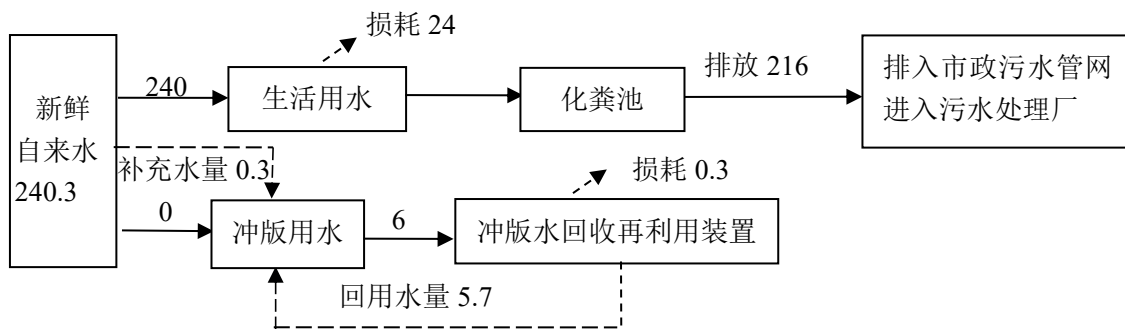 损耗 24
新鲜
自来水
240.3
240
生活用水
化粪池
排放 216
排入市政污水管网
进入污水处理厂
补充水量 0.3
损耗 0.3
0
冲版用水
6
冲版水回收再利用装置
回用水量 5.7